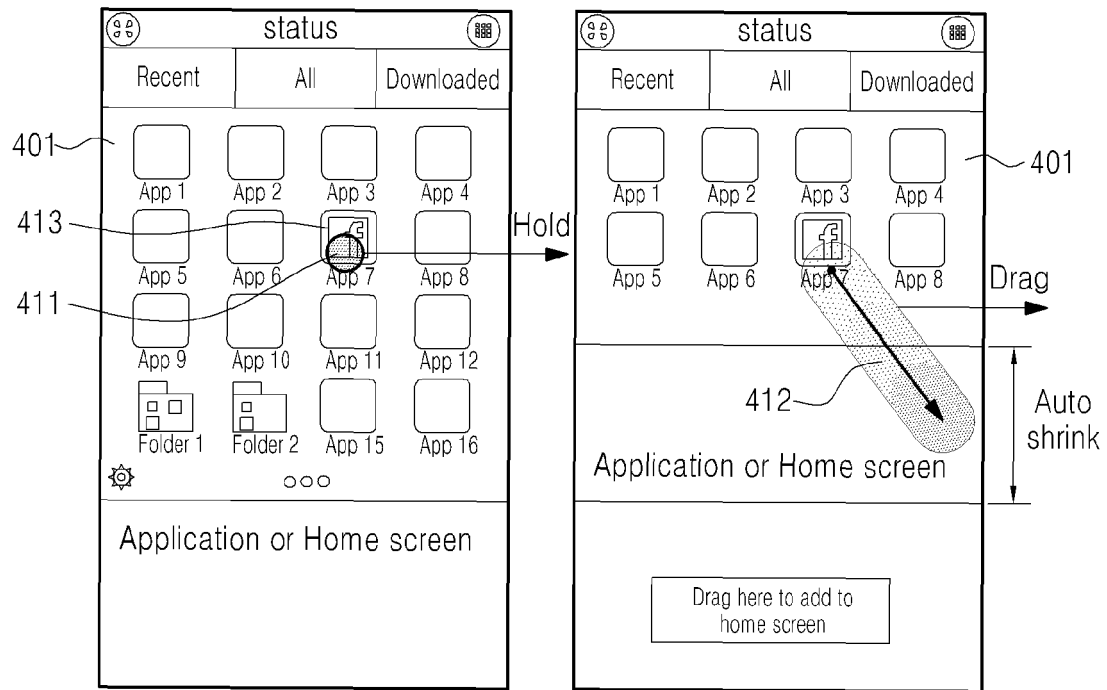 status
Recent All Downloaded
401
App 1 App 2 App 3 App 4
413
f
App 5 App 6 App 7 App 8
411
App 9 App 10 App 11 App 12
Folder 1 Folder 2 App 15 App 16
Application or Home screen
Hold
status
Recent All Downloaded
401
App 1 App 2 App 3 App 4
f
App 5 App 6 App 7 App 8
Drag
412
Auto
shrink
Application or Home screen
Drag here to add to
home screen